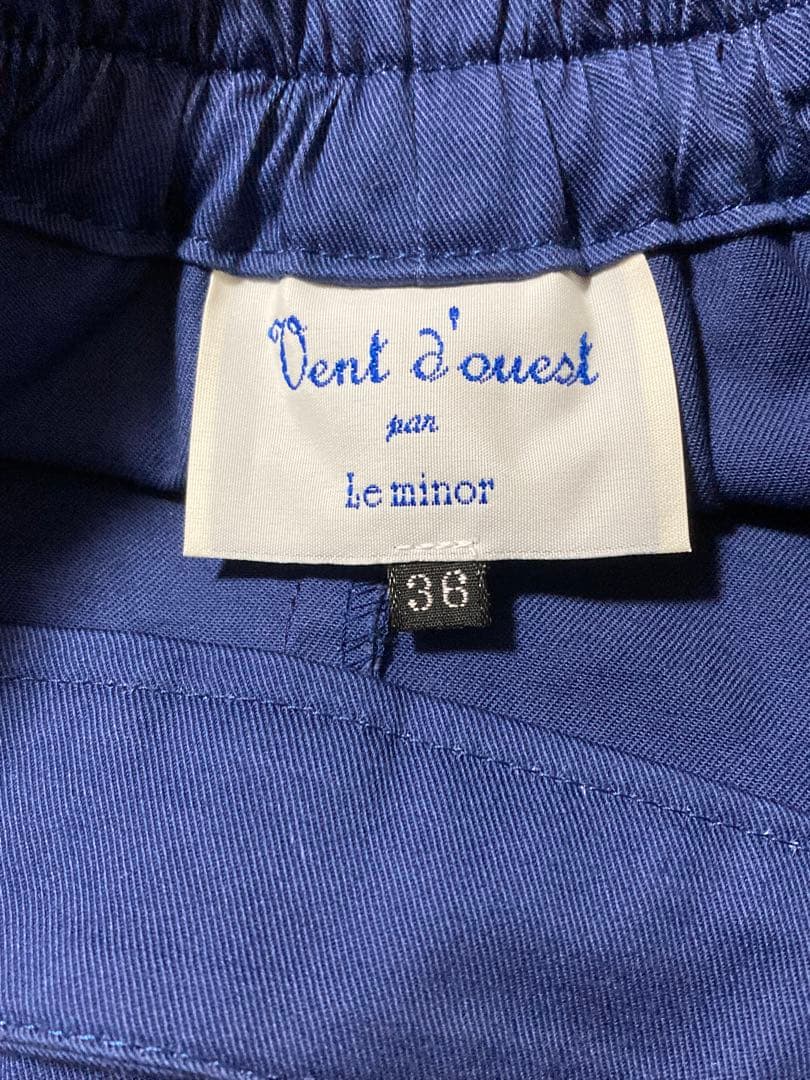 Vent d'ouest
par
Le minor
36